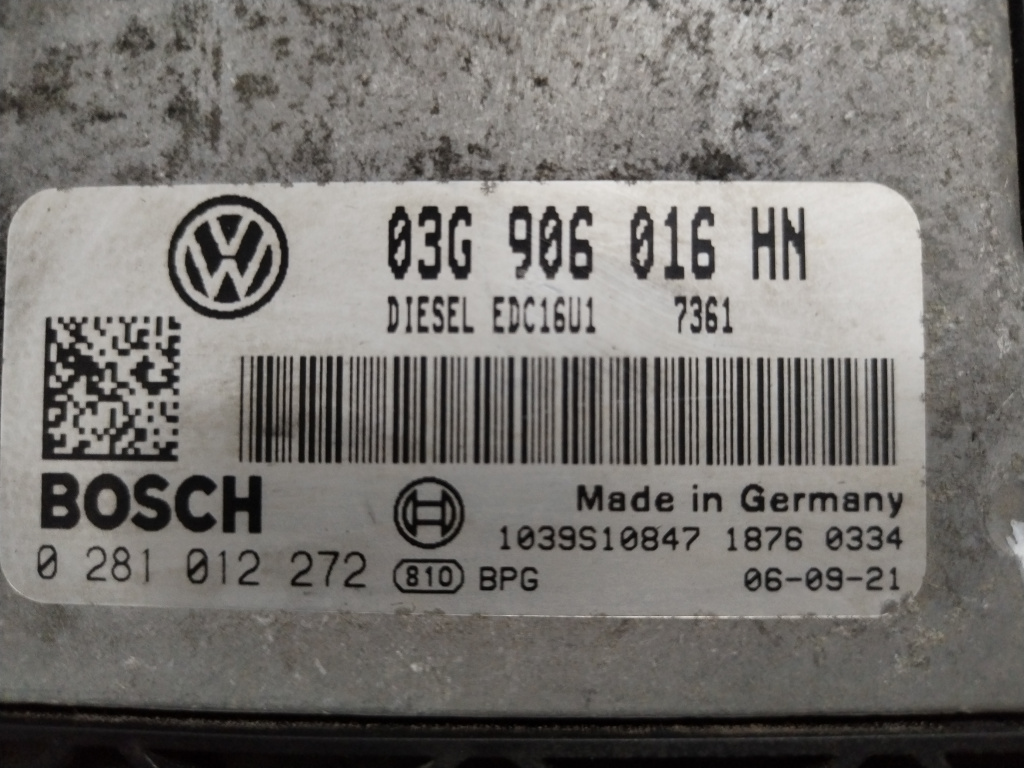 03G 906 016 HN
DIESEL EDC16U1 7361
BOSCH
Made in Germany
1039S10847 1876 0334
0 281 012 272
810 BPG 06-09-21